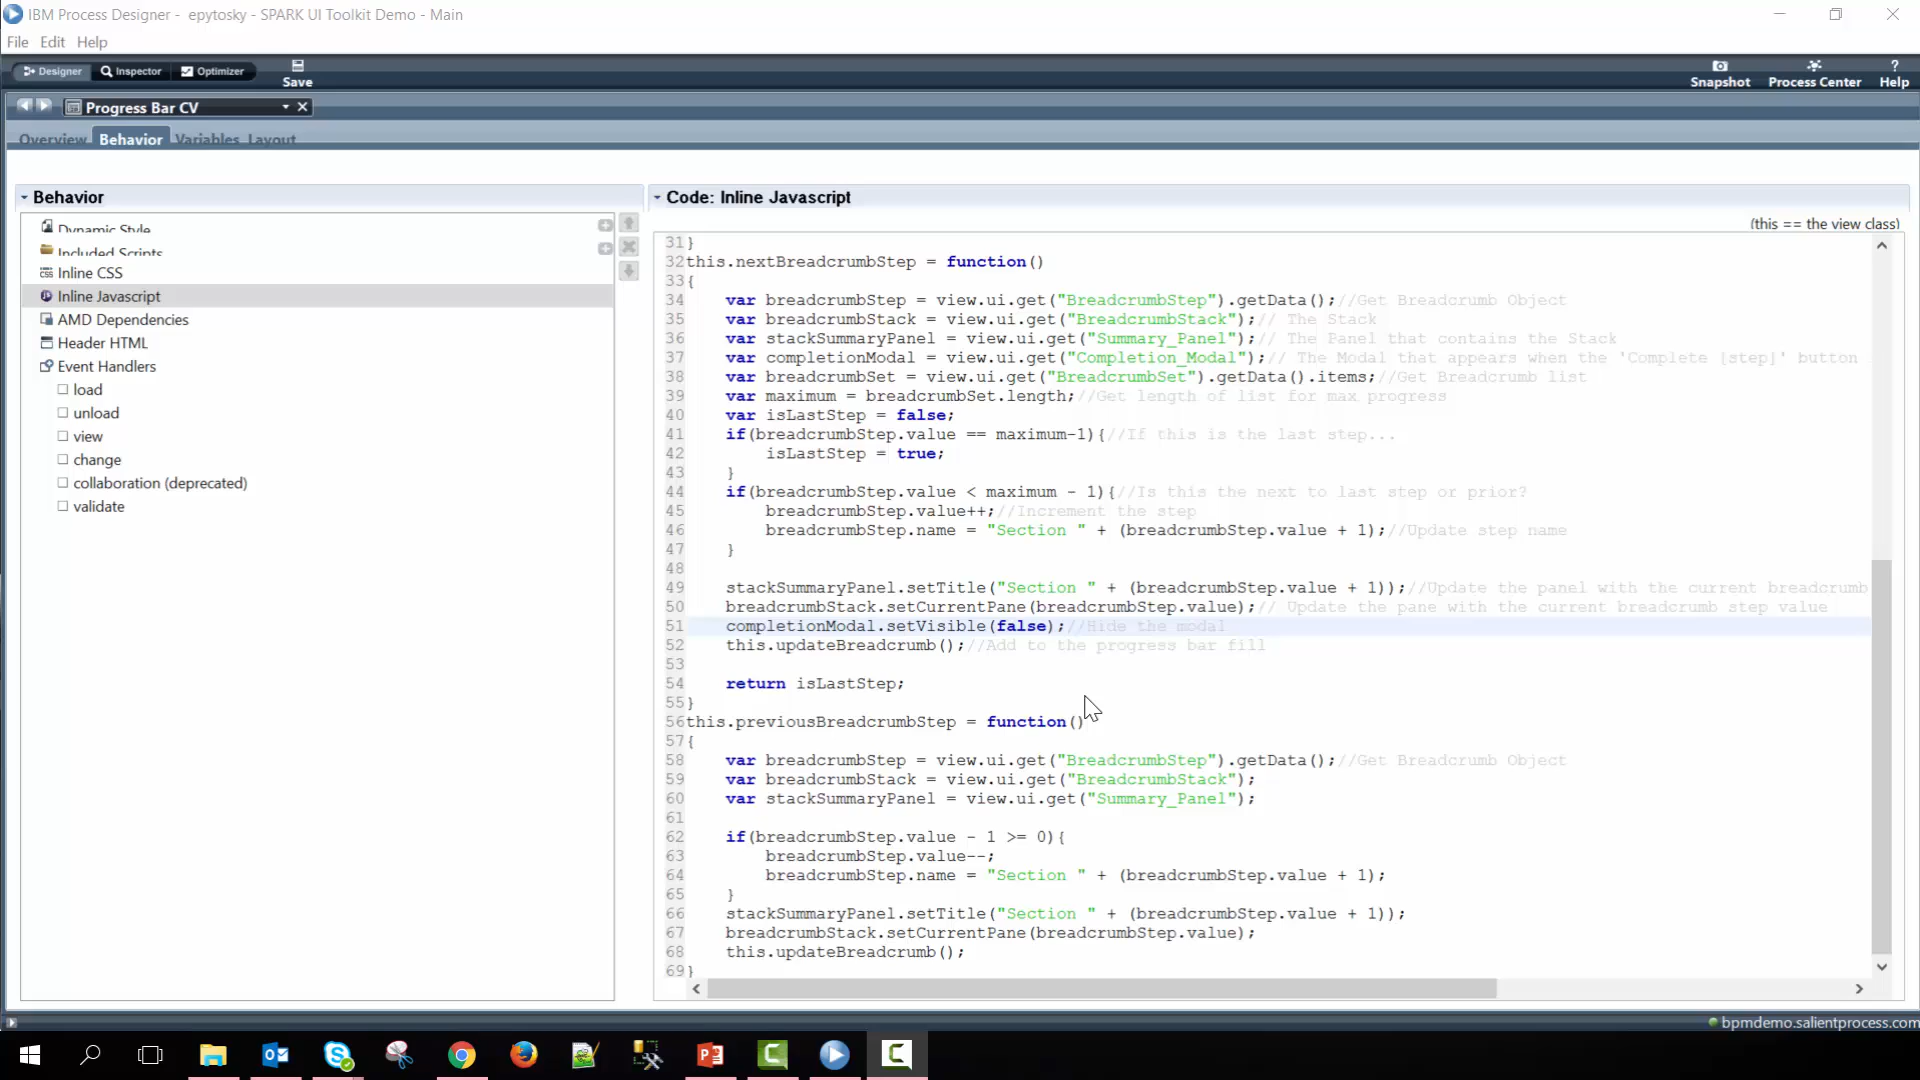 IBM Process Designer - epytosky - SPARK UI Toolkit Demo - Main
File Edit Help
Designer Inspector Optimizer Save Snapshot Process Center Help
Progress Bar CV
Overview Behavior Variables Layout
Behavior
Dynamic Style
Included Scripts
Inline CSS
Inline Javascript
AMD Dependencies
Header HTML
Event Handlers
load
unload
view
change
collaboration (deprecated)
validate
Code: Inline Javascript
(this == the view class)
31 }
32 this.nextBreadcrumbStep = function()
33 {
34 var breadcrumbStep = view.ui.get("BreadcrumbStep").getData();//Get Breadcrumb Object
35 var breadcrumbStack = view.ui.get("BreadcrumbStack");// The Stack
36 var stackSummaryPanel = view.ui.get("Summary_Panel");// The Panel that contains the Stack
37 var completionModal = view.ui.get("Completion_Modal");// The Modal that appears when the 'Complete [step]' button
38 var breadcrumbSet = view.ui.get("BreadcrumbSet").getData().items;//Get Breadcrumb list
39 var maximum = breadcrumbSet.length;//Get length of list for max progress
40 var isLastStep = false;
41 if(breadcrumbStep.value == maximum-1){//If this is the last step...
42 isLastStep = true;
43 }
44 if(breadcrumbStep.value < maximum - 1){//Is this the next to last step or prior?
45 breadcrumbStep.value++;//Increment the step
46 breadcrumbStep.name = "Section " + (breadcrumbStep.value + 1);//Update step name
47 }
48
49 stackSummaryPanel.setTitle("Section " + (breadcrumbStep.value + 1));//Update the panel with the current breadcrumb
50 breadcrumbStack.setCurrentPane(breadcrumbStep.value);// Update the pane with the current breadcrumb step value
51 completionModal.setVisible(false);//Hide the modal
52 this.updateBreadcrumb();//Add to the progress bar fill
53
54 return isLastStep;
55 }
56 this.previousBreadcrumbStep = function()
57 {
58 var breadcrumbStep = view.ui.get("BreadcrumbStep").getData();//Get Breadcrumb Object
59 var breadcrumbStack = view.ui.get("BreadcrumbStack");
60 var stackSummaryPanel = view.ui.get("Summary_Panel");
61
62 if(breadcrumbStep.value - 1 >= 0){
63 breadcrumbStep.value--;
64 breadcrumbStep.name = "Section " + (breadcrumbStep.value + 1);
65 }
66 stackSummaryPanel.setTitle("Section " + (breadcrumbStep.value + 1));
67 breadcrumbStack.setCurrentPane(breadcrumbStep.value);
68 this.updateBreadcrumb();
69 }
bpmdemo.salientprocess.com